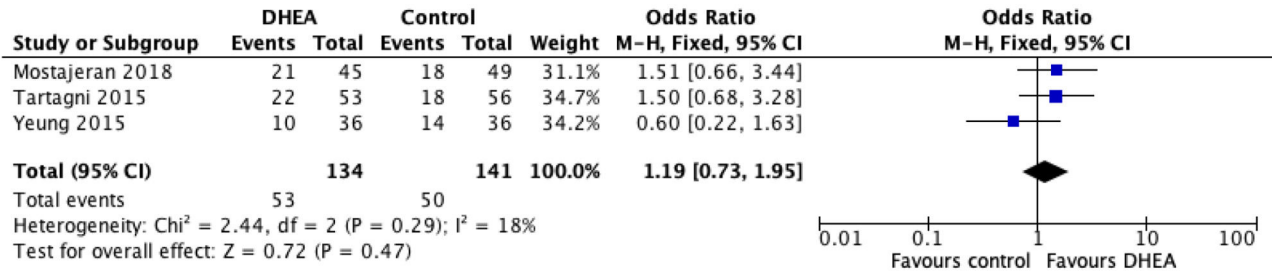 DHEA Control Odds Ratio Odds Ratio
Study or Subgroup Events Total Events Total Weight M-H, Fixed, 95% CI M-H, Fixed, 95% CI
Mostajeran 2018 21 45 18 49 31.1% 1.51 [0.66, 3.44]
Tartagni 2015 22 53 18 56 34.7% 1.50 [0.68, 3.28]
Yeung 2015 10 36 14 36 34.2% 0.60 [0.22, 1.63]
Total (95% CI) 134 141 100.0% 1.19 [0.73, 1.95]
Total events 53 50
Heterogeneity: Chi² = 2.44, df = 2 (P = 0.29); I² = 18%
Test for overall effect: Z = 0.72 (P = 0.47)
0.01 0.1 1 10 100
Favours control Favours DHEA